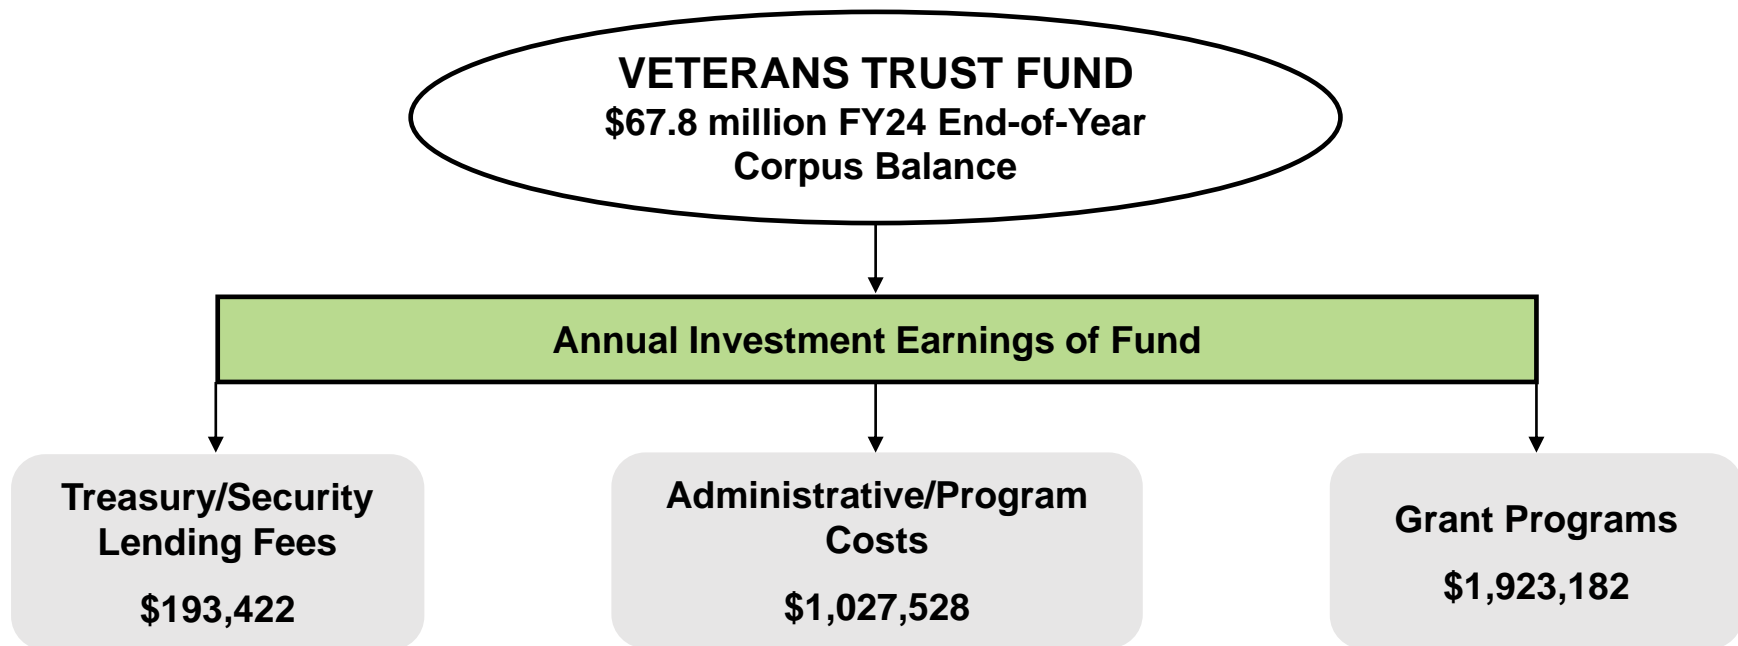 VETERANS TRUST FUND
$67.8 million FY24 End-of-Year
Corpus Balance
Annual Investment Earnings of Fund
Treasury/Security
Lending Fees
$193,422
Administrative/Program
Costs
$1,027,528
Grant Programs
$1,923,182